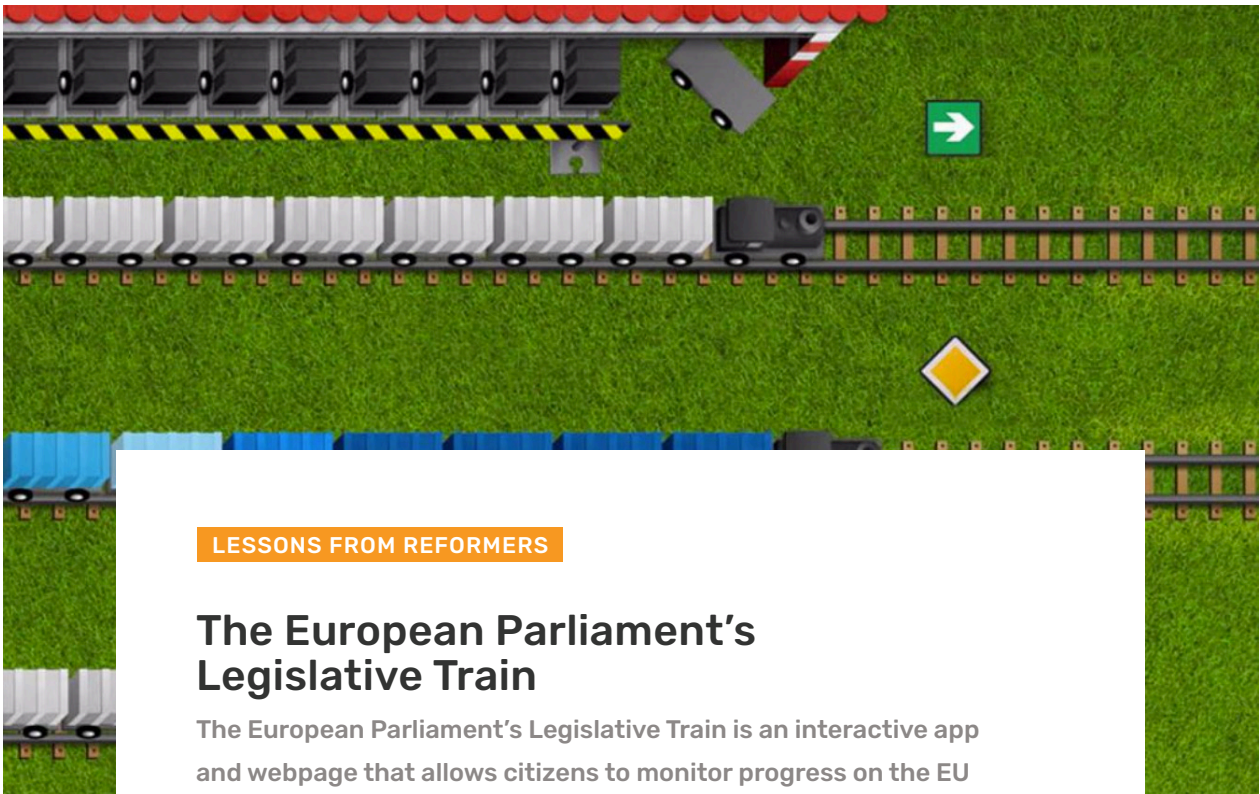 LESSONS FROM REFORMERS
The European Parliament’s
Legislative Train
The European Parliament’s Legislative Train is an interactive app
and webpage that allows citizens to monitor progress on the EU